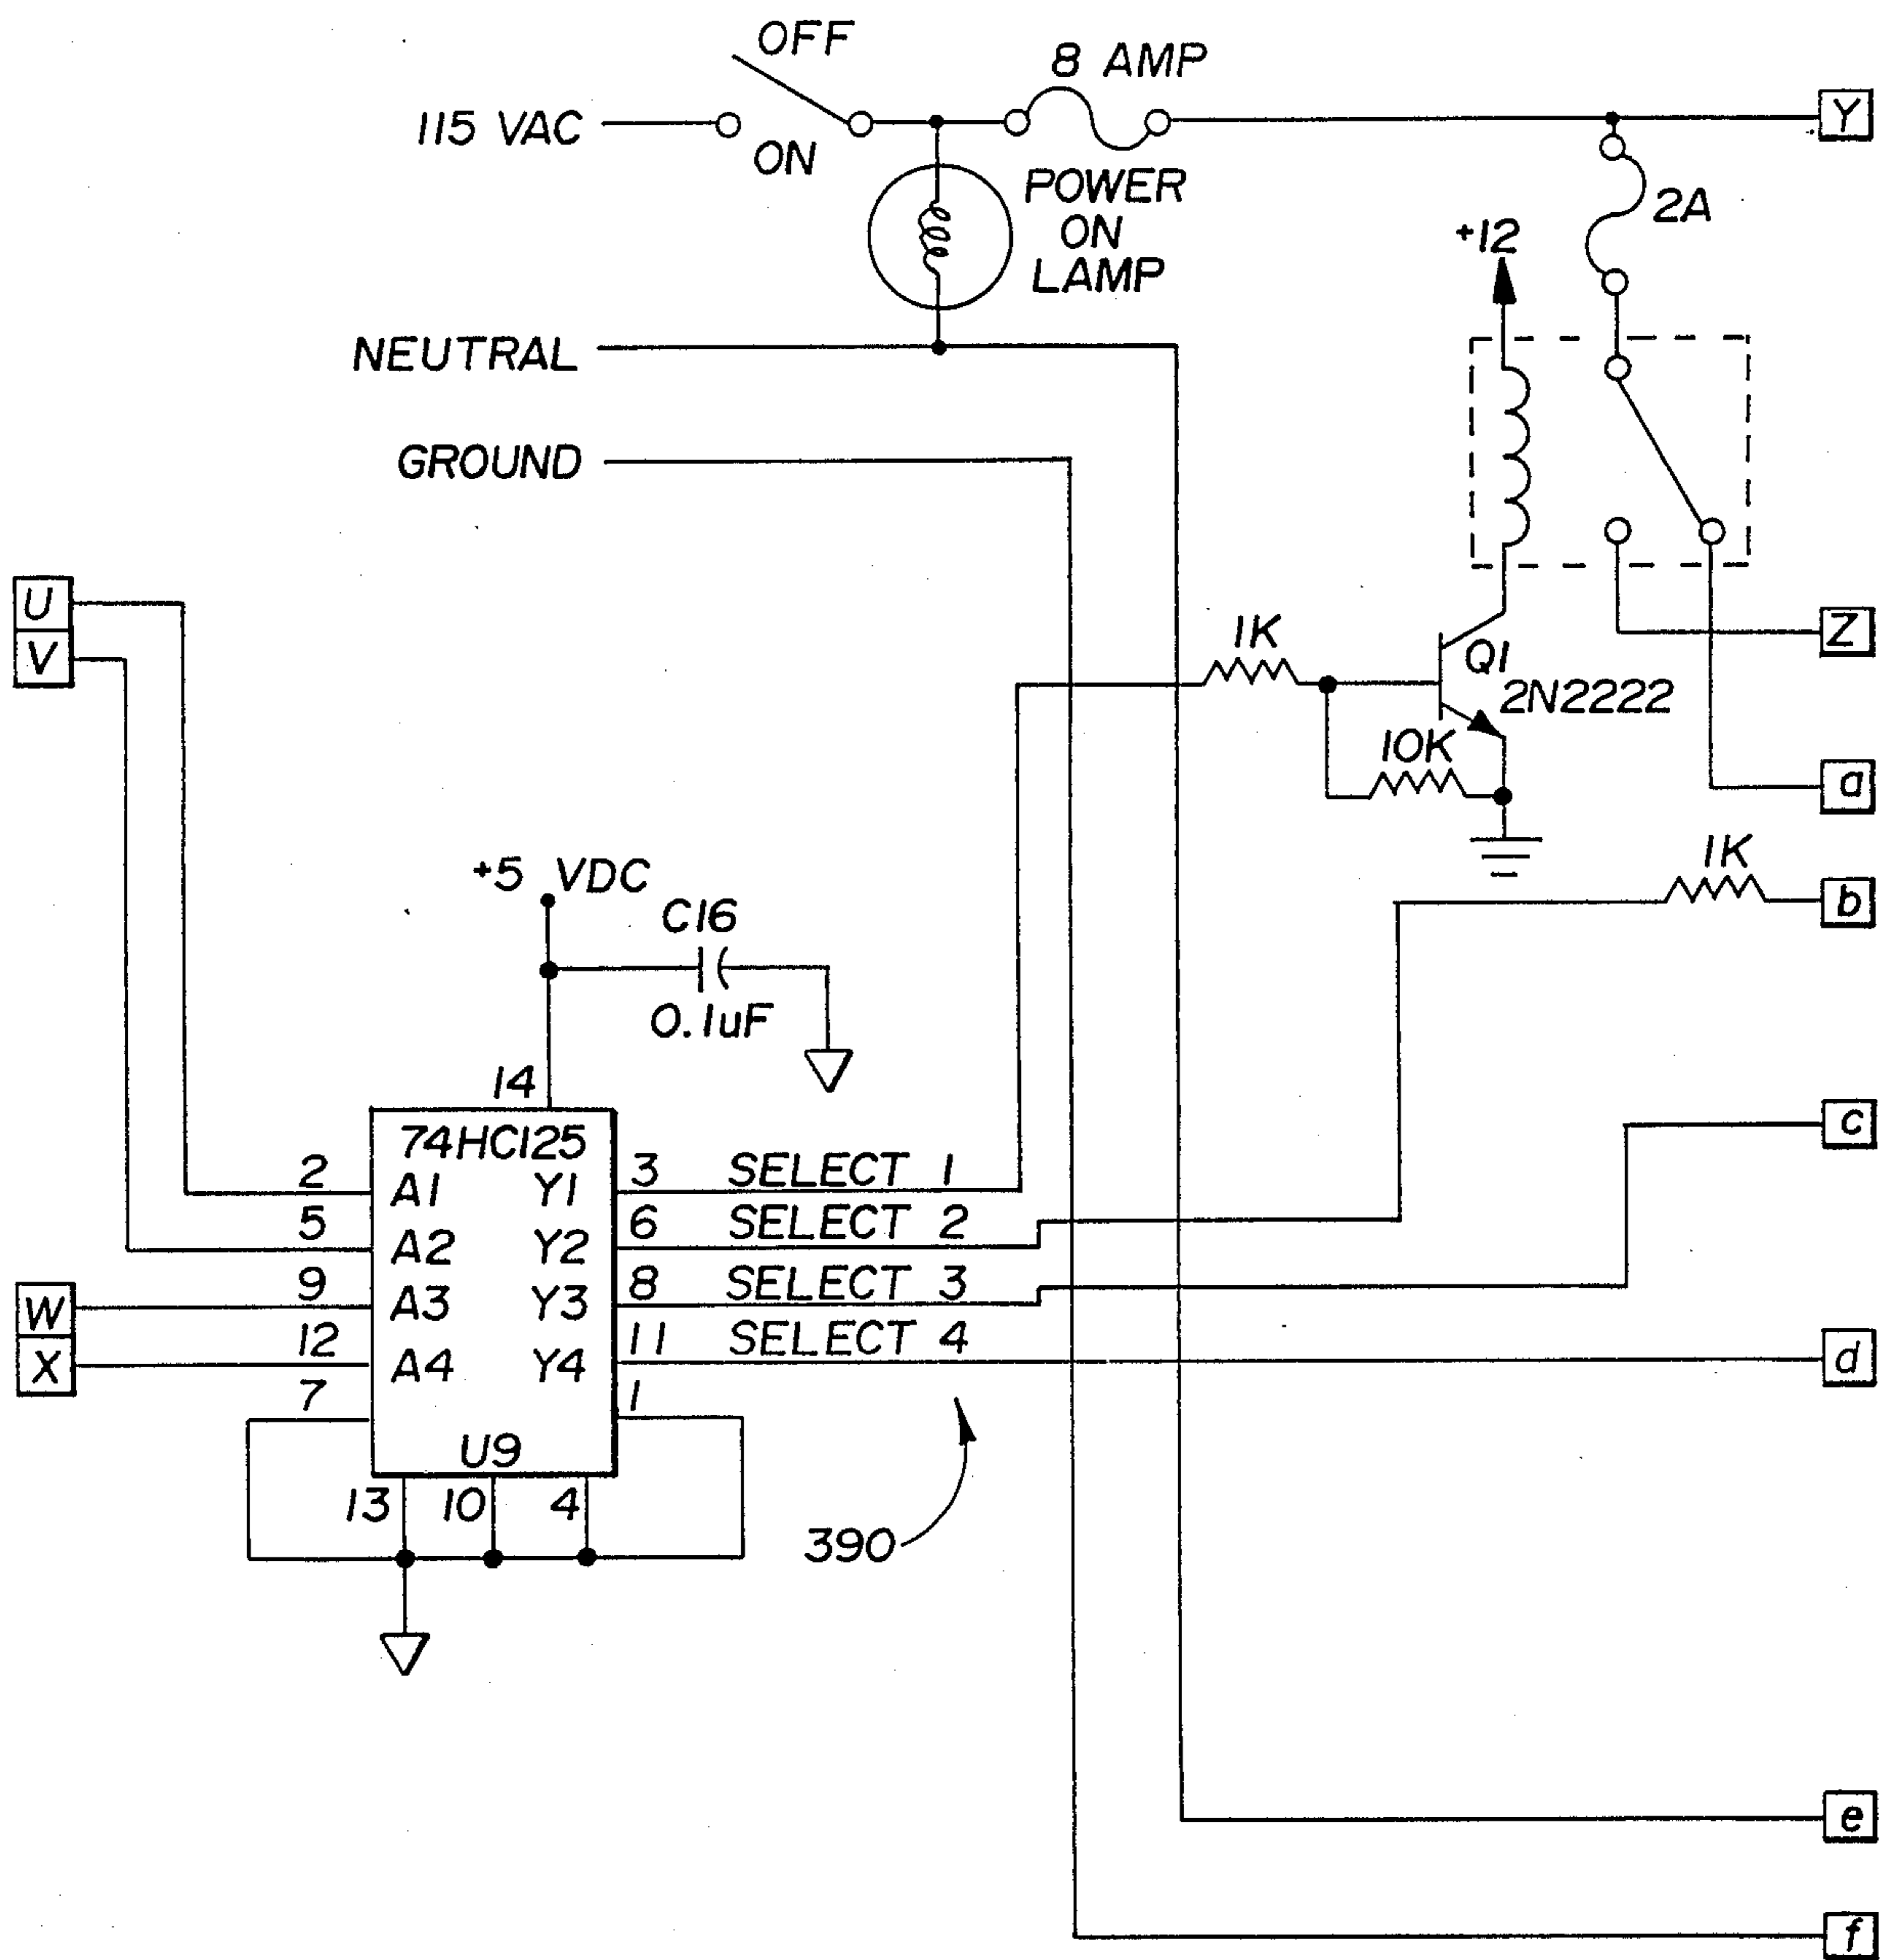 OFF
8 AMP
115 VAC
ON
Y
POWER
ON
LAMP
2A
+12
NEUTRAL
GROUND
U
V
1K
Z
Q1
2N2222
10K
a
+5 VDC
1K
b
C16
0.1uF
14
c
74HC125
2 A1 Y1 3 SELECT 1
5 A2 Y2 6 SELECT 2
W 9 A3 Y3 8 SELECT 3
X 12 A4 Y4 11 SELECT 4 d
7 1
U9
13 10 4
390
e
f